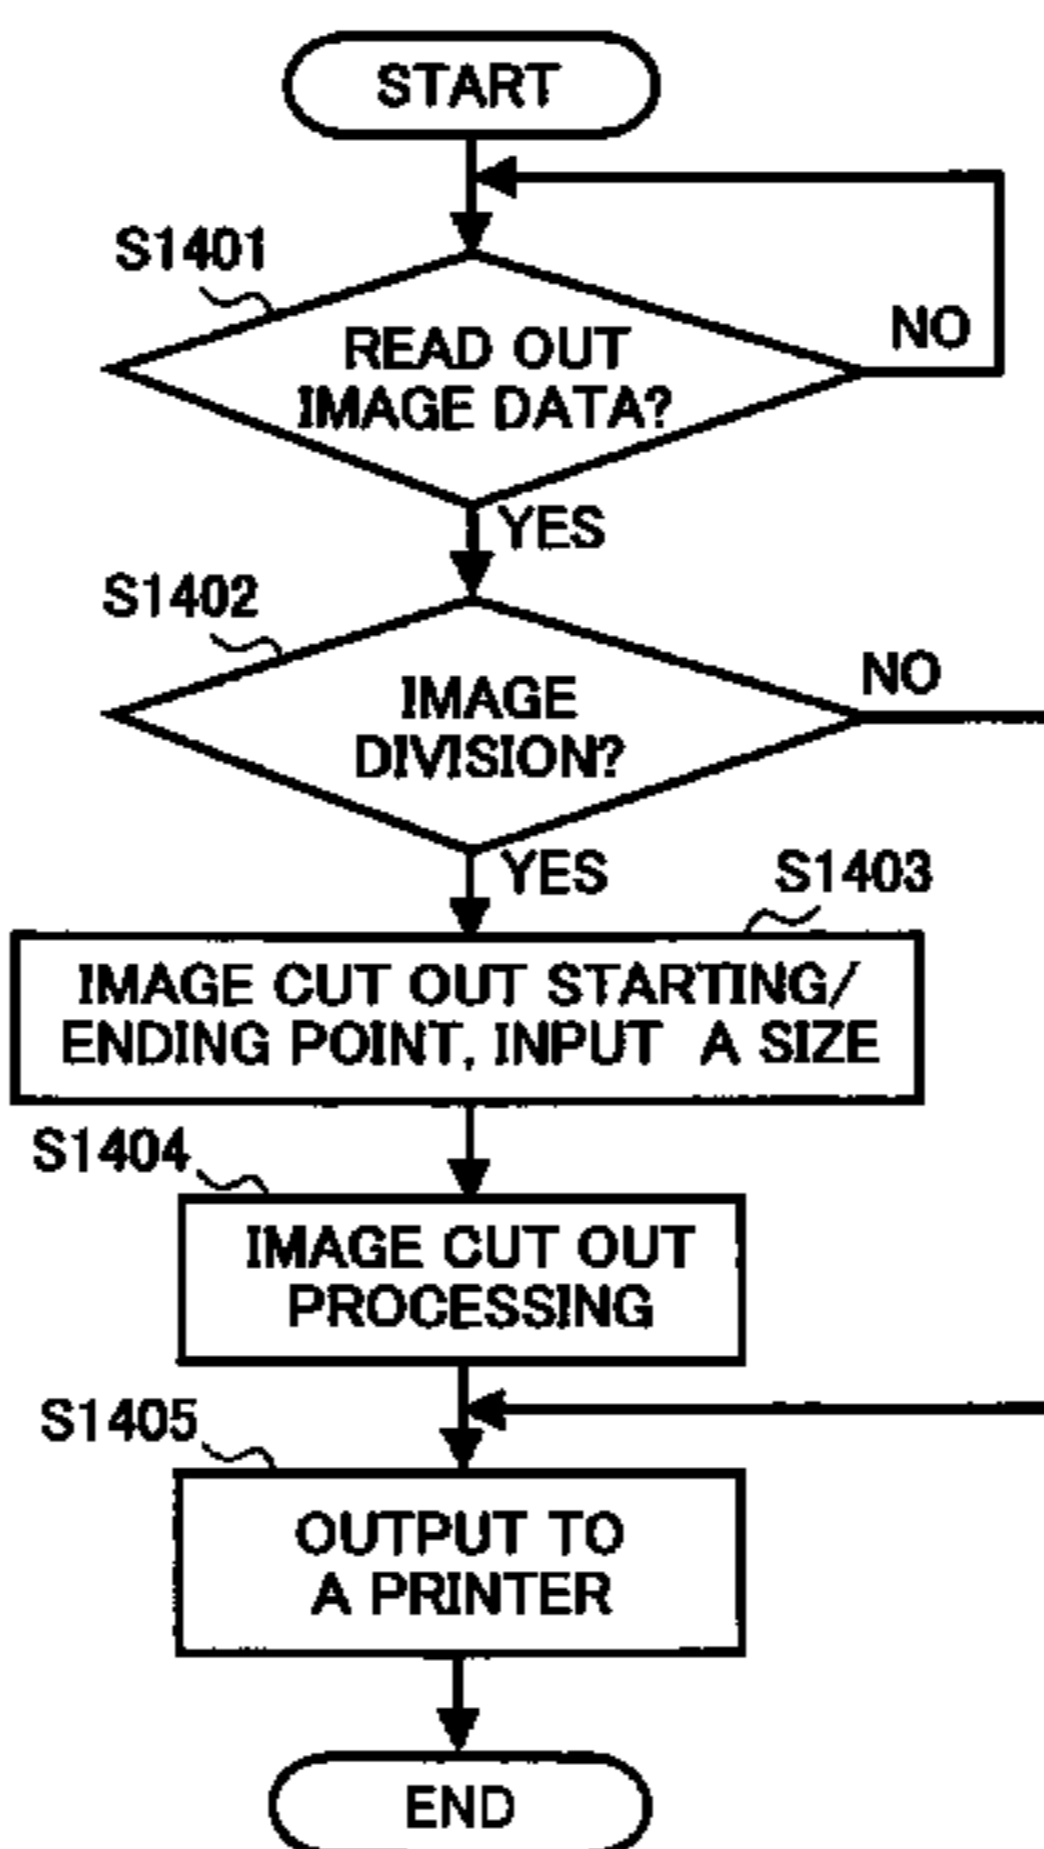 START
S1401
READ OUT
IMAGE DATA?
NO
YES
S1402
IMAGE
DIVISION?
NO
YES
S1403
IMAGE CUT OUT STARTING/
ENDING POINT, INPUT A SIZE
S1404
IMAGE CUT OUT
PROCESSING
S1405
OUTPUT TO
A PRINTER
END